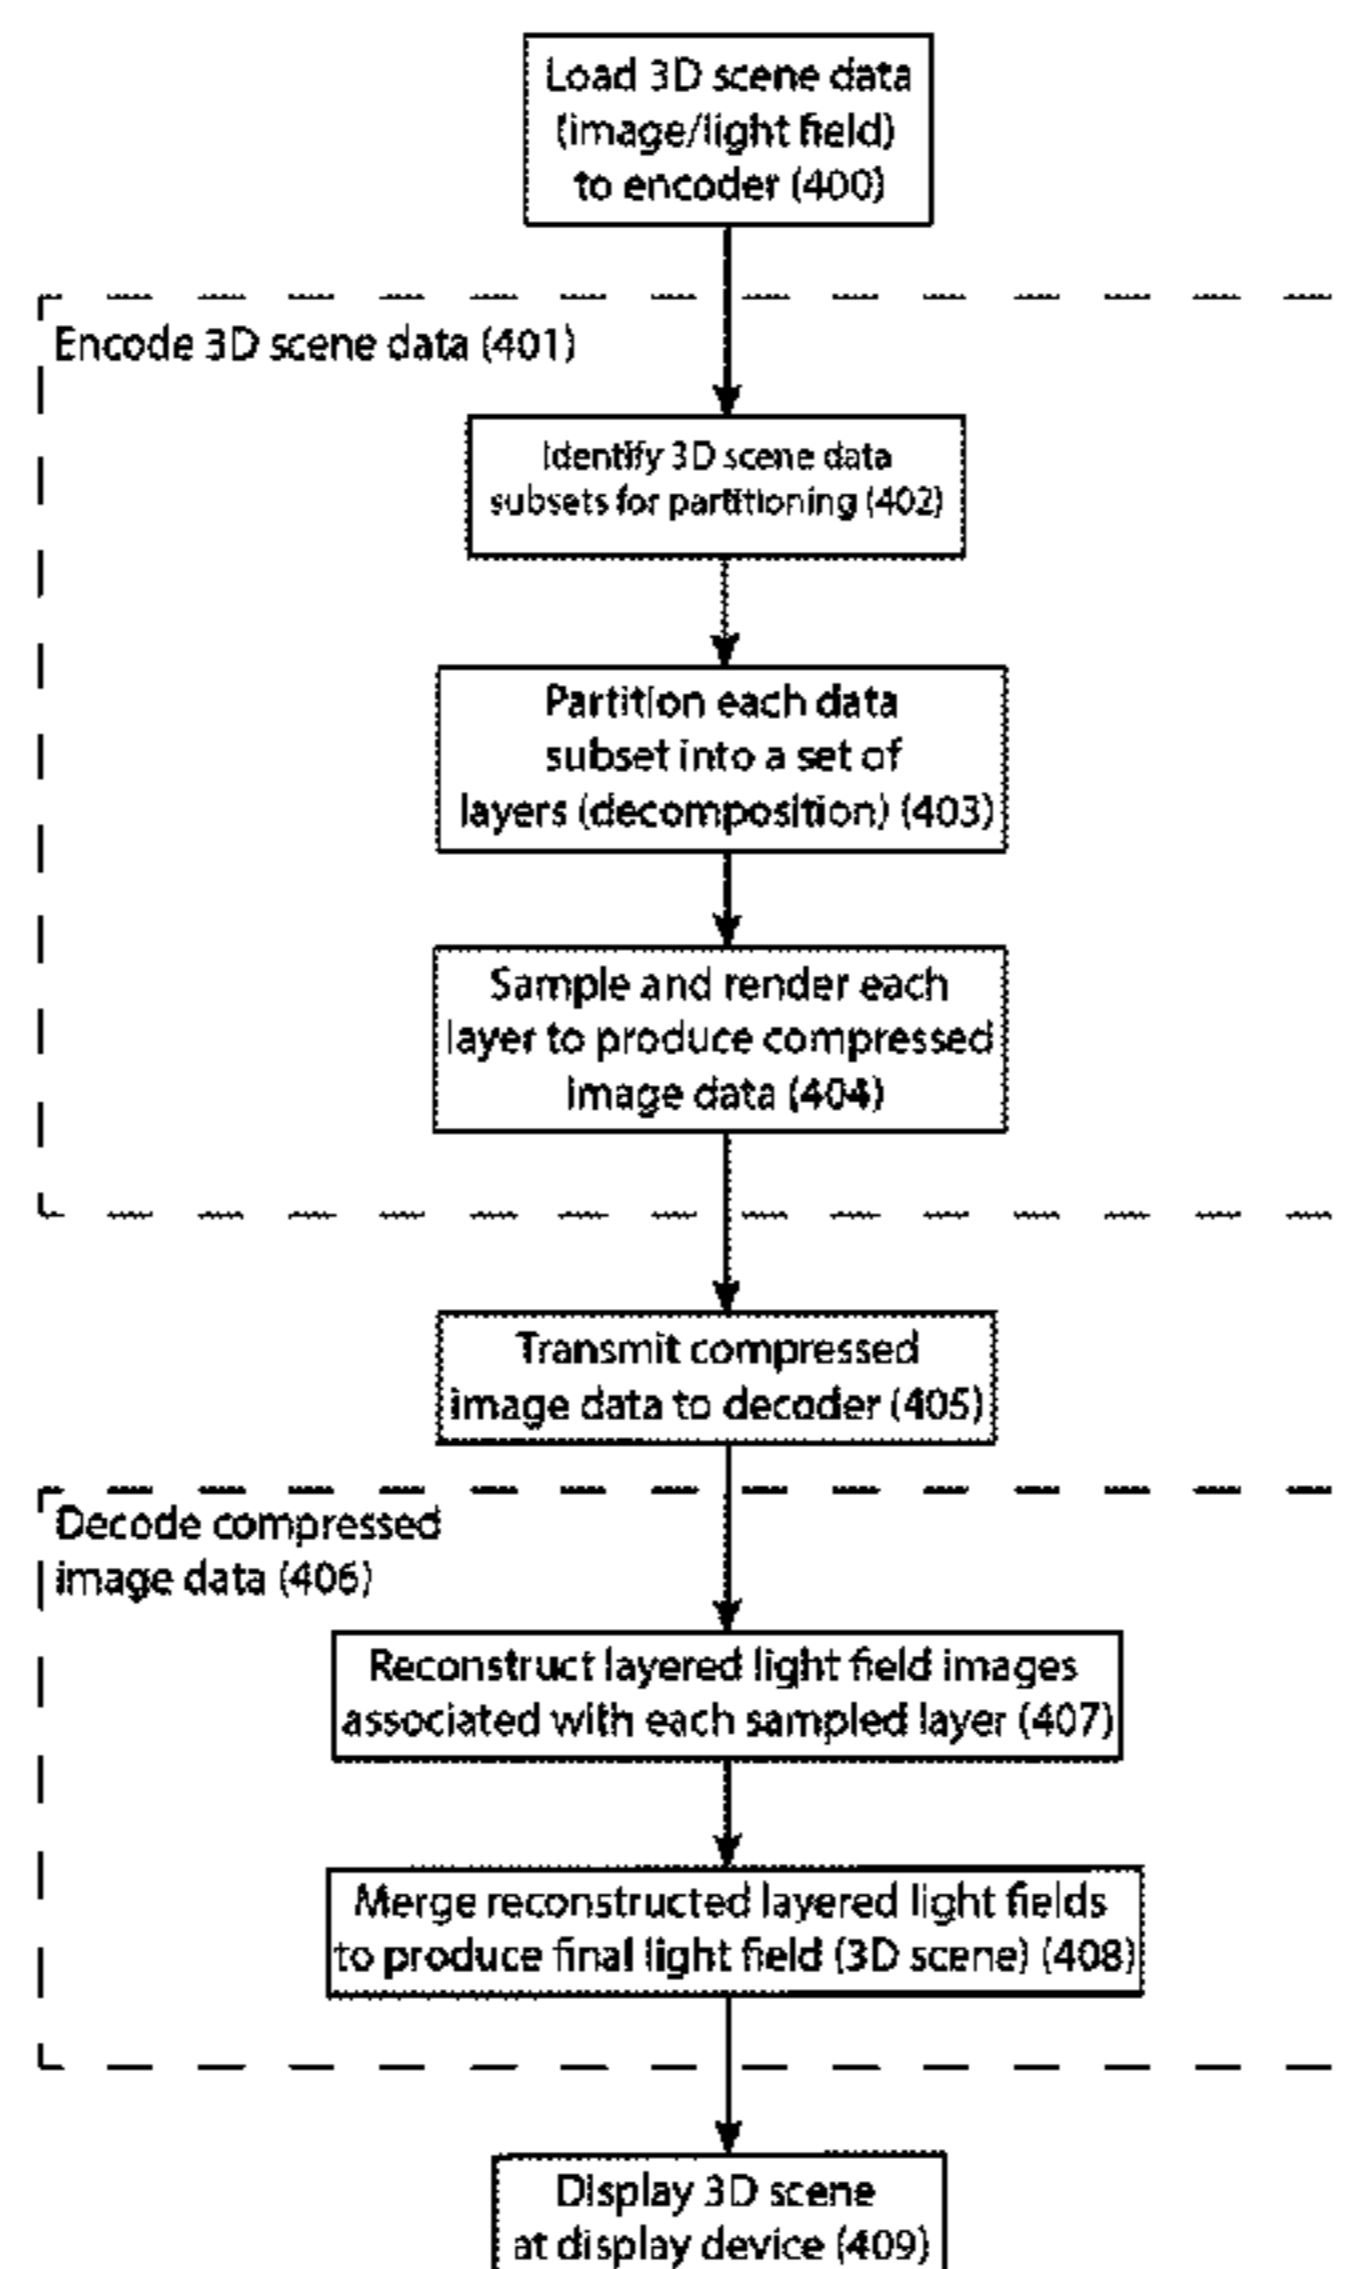 Load 3D scene data
(image/light field)
to encoder (400)
Encode 3D scene data (401)
Identify 3D scene data
subsets for partitioning (402)
Partition each data
subset into a set of
layers (decomposition) (403)
Sample and render each
layer to produce compressed
image data (404)
Transmit compressed
image data to decoder (405)
Decode compressed
image data (406)
Reconstruct layered light field images
associated with each sampled layer (407)
Merge reconstructed layered light fields
to produce final light field (3D scene) (408)
Display 3D scene
at display device (409)